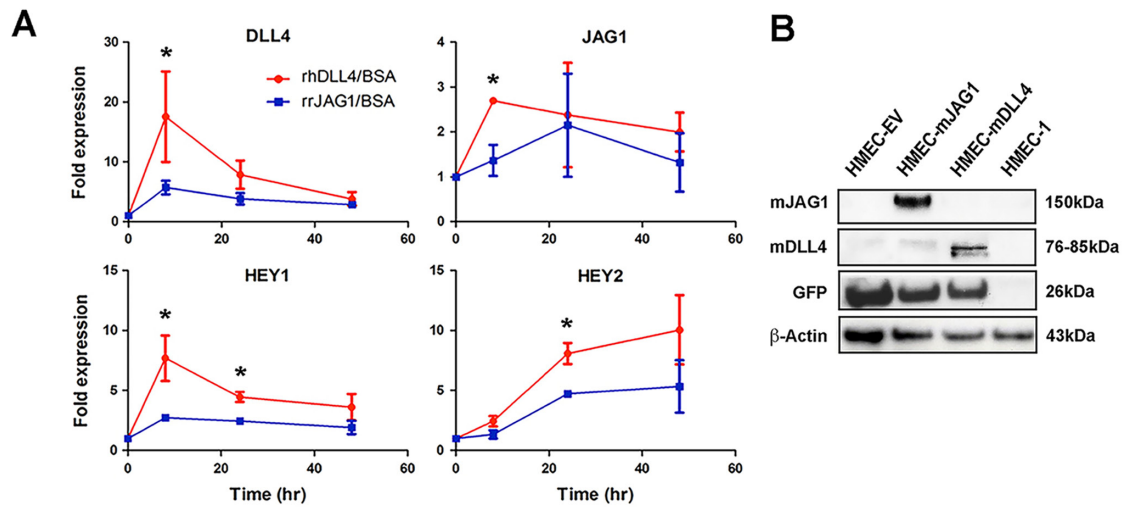 A
DLL4
Fold expression
30
20
10
0
0 20 40 60
*
rhDLL4/BSA
rrJAG1/BSA
JAG1
4
3
2
1
0
0 20 40 60
*
HEY1
Fold expression
15
10
5
0
0 20 40 60
* *
Time (hr)
HEY2
15
10
5
0
0 20 40 60
*
Time (hr)
B
HMEC-EV
HMEC-mJAG1
HMEC-mDLL4
HMEC-1
mJAG1 150kDa
mDLL4 76-85kDa
GFP 26kDa
β-Actin 43kDa